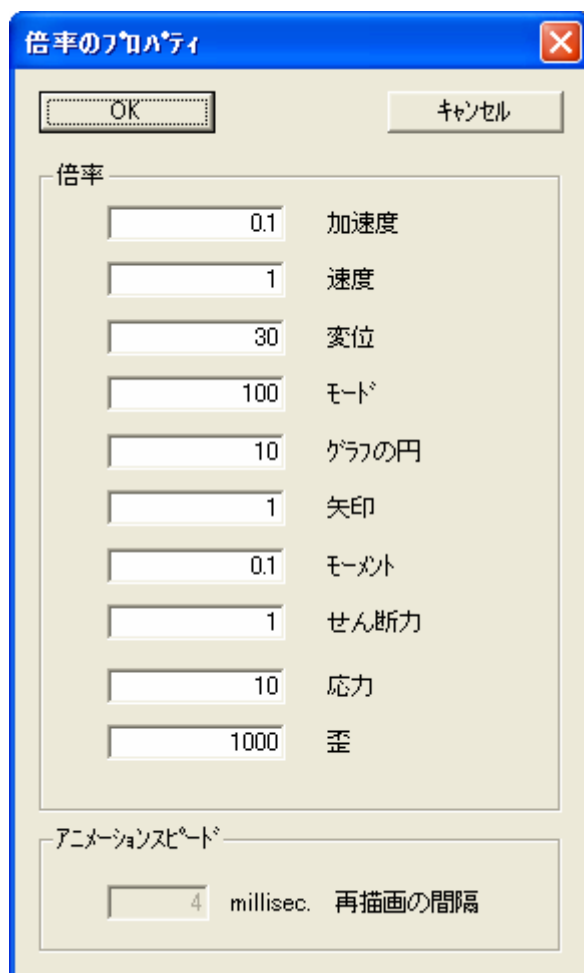 倍率のﾌﾟﾛﾊﾟﾃｨ
OK ｷｬﾝｾﾙ
倍率
0.1 加速度
1 速度
30 変位
100 ﾓｰﾄﾞ
10 ｸﾞﾗﾌの円
1 矢印
0.1 ﾓｰﾒﾝﾄ
1 せん断力
10 応力
1000 歪
ｱﾆﾒｰｼｮﾝｽﾋﾟｰﾄﾞ
4 millisec. 再描画の間隔